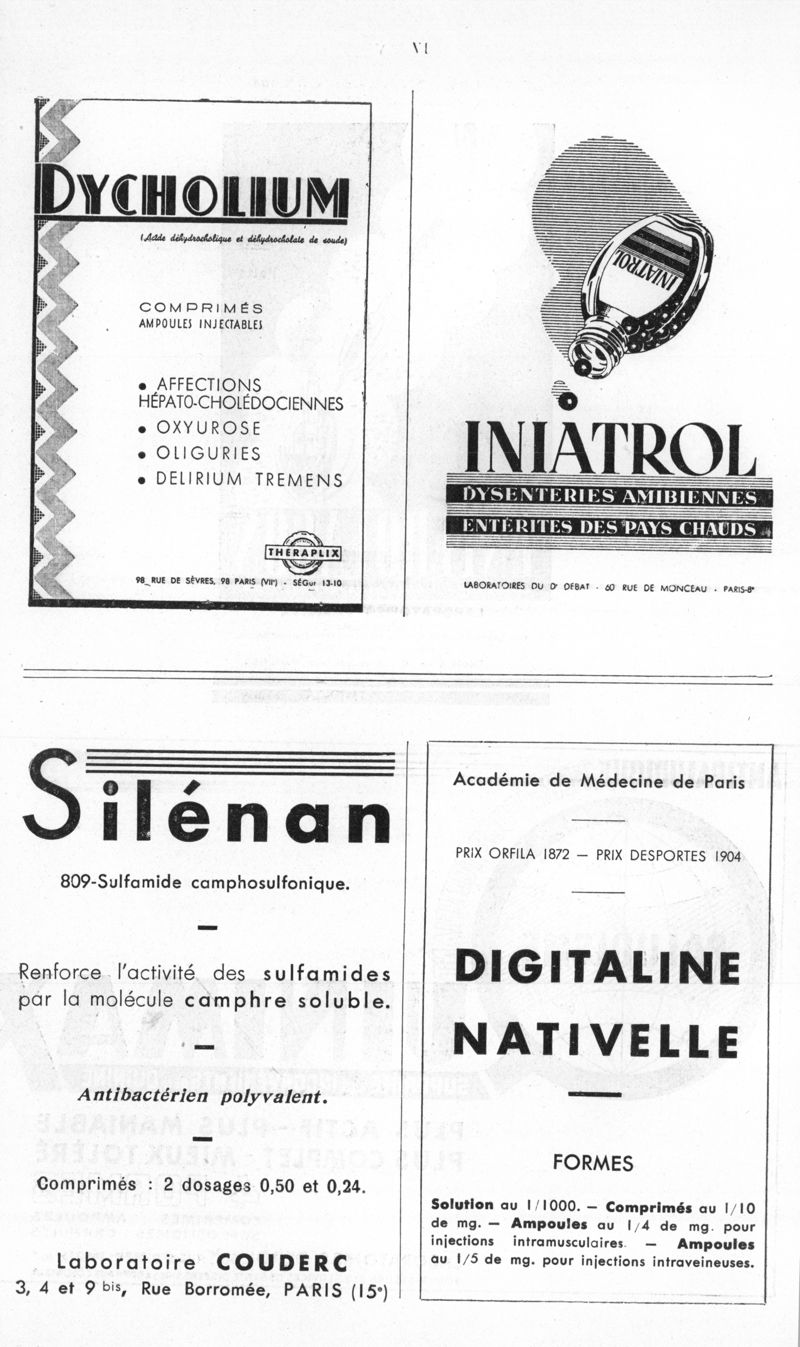 VI
DYCHOLIUM
(Acide déhydrocholique et déhydrocholate de soude)
COMPRIMÉS
AMPOULES INJECTABLES
• AFFECTIONS
HÉPATO-CHOLÉDOCIENNES
• OXYUROSE
• OLIGURIES
• DELIRIUM TREMENS
THERAPLIX
98, RUE DE SÈVRES, 98 PARIS (VIIe) - SÉGur 13-10
INIATROL
INIATROL
DYSENTERIES AMIBIENNES
ENTÉRITES DES PAYS CHAUDS
LABORATOIRES DU Dr DEBAT - 60 RUE DE MONCEAU - PARIS-8e
Silénan
809-Sulfamide camphosulfonique.
Renforce l'activité des sulfamides
par la molécule camphre soluble.
Antibactérien polyvalent.
Comprimés : 2 dosages 0,50 et 0,24.
Laboratoire COUDERC
3, 4 et 9 bis, Rue Borromée, PARIS (15e)
Académie de Médecine de Paris
PRIX ORFILA 1872 — PRIX DESPORTES 1904
DIGITALINE
NATIVELLE
FORMES
Solution au 1/1000. — Comprimés au 1/10
de mg. — Ampoules au 1/4 de mg. pour
injections intramusculaires. — Ampoules
au 1/5 de mg. pour injections intraveineuses.